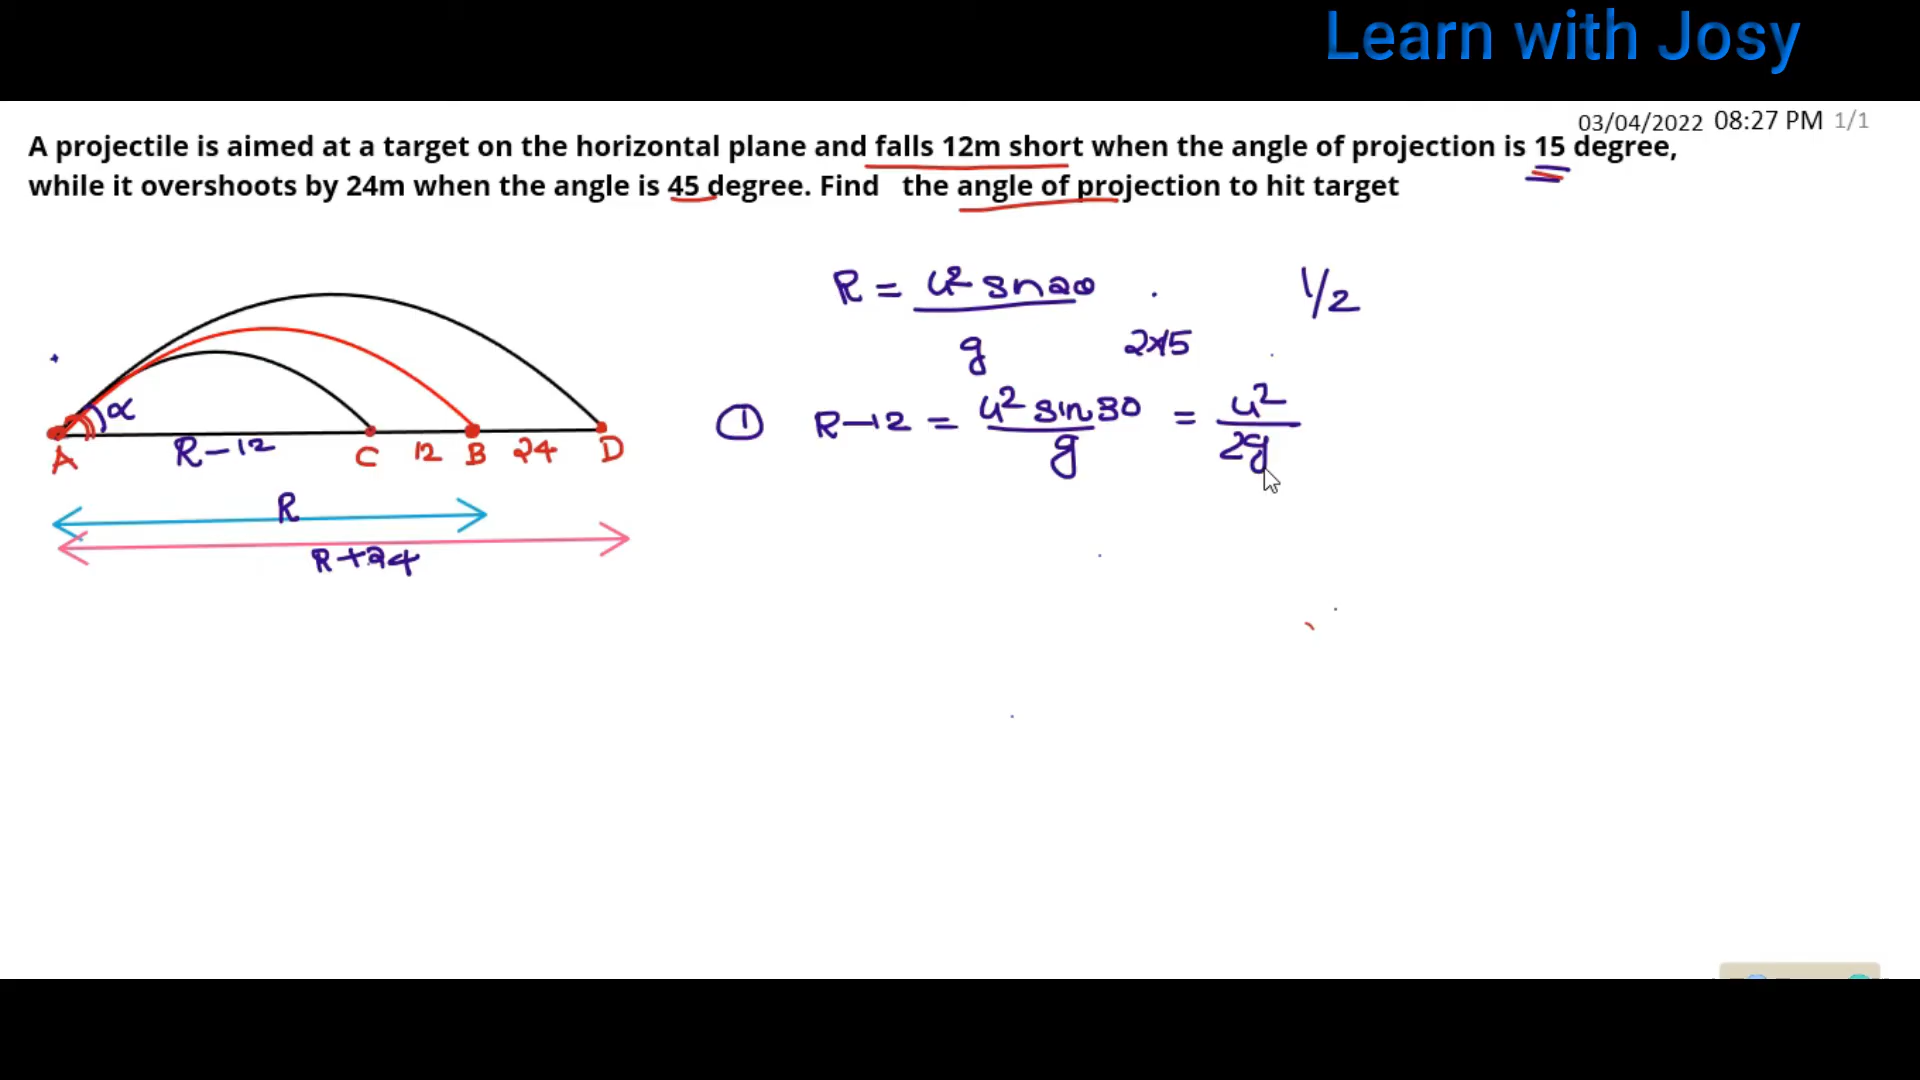 Learn with Josy
03/04/2022 08:27 PM 1/1
A projectile is aimed at a target on the horizontal plane and falls 12m short when the angle of projection is 15 degree,
while it overshoots by 24m when the angle is 45 degree. Find the angle of projection to hit target
R = u² sin2θ / g
1/2
2×15
① R-12 = u² sin30 / g = u² / 2g
α
R-12
A C 12 B 24 D
R
R+24